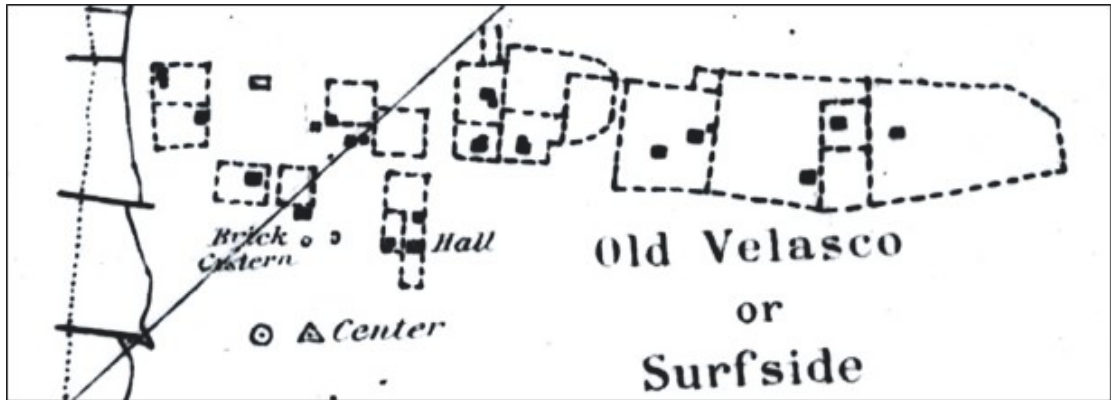 Brick
Cistern
Hall
Old Velasco
or
Surfside
Center